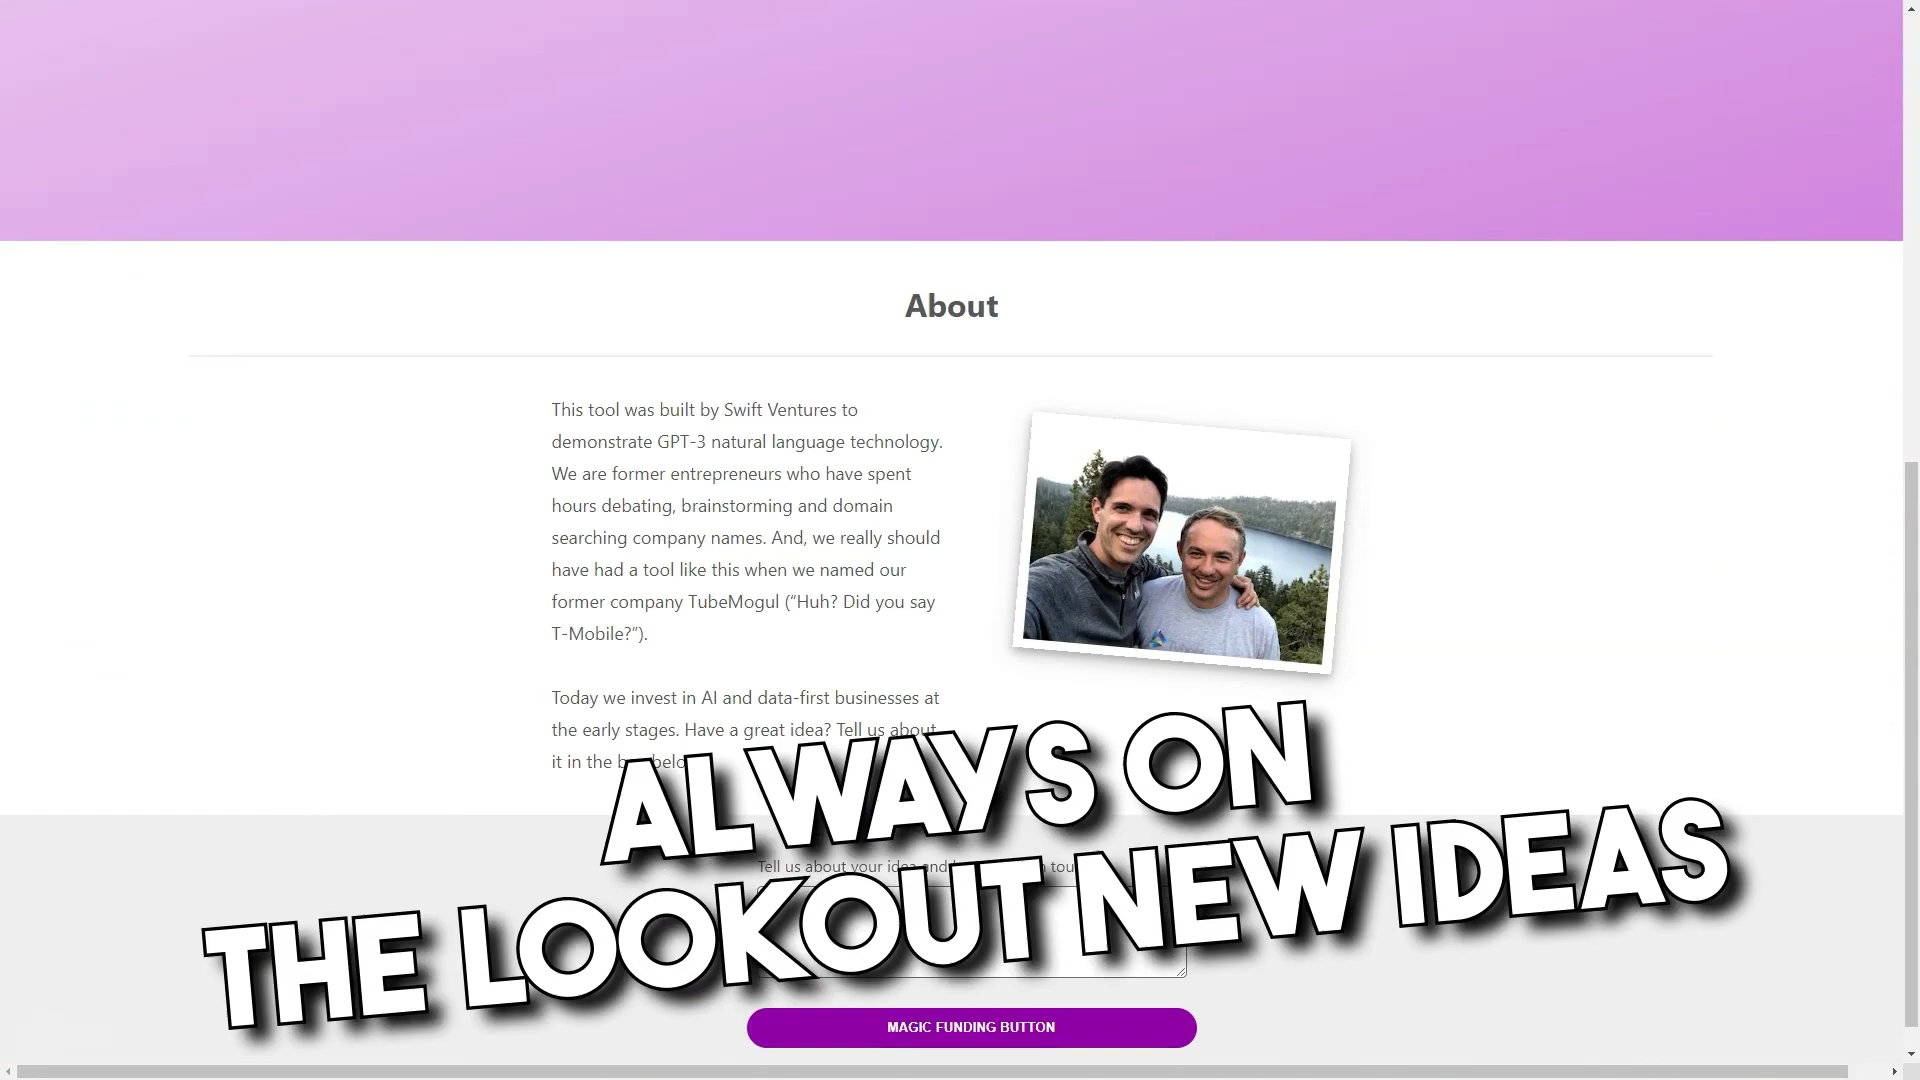 About
This tool was built by Swift Ventures to
demonstrate GPT-3 natural language technology.
We are former entrepreneurs who have spent
hours debating, brainstorming and domain
searching company names. And, we really should
have had a tool like this when we named our
former company TubeMogul (“Huh? Did you say
T-Mobile?”).
Today we invest in AI and data-first businesses at
the early stages. Have a great idea? Tell us about
it in the
ALWAYS ON
THE LOOKOUT NEW IDEAS
Tell us about your idea and
MAGIC FUNDING BUTTON